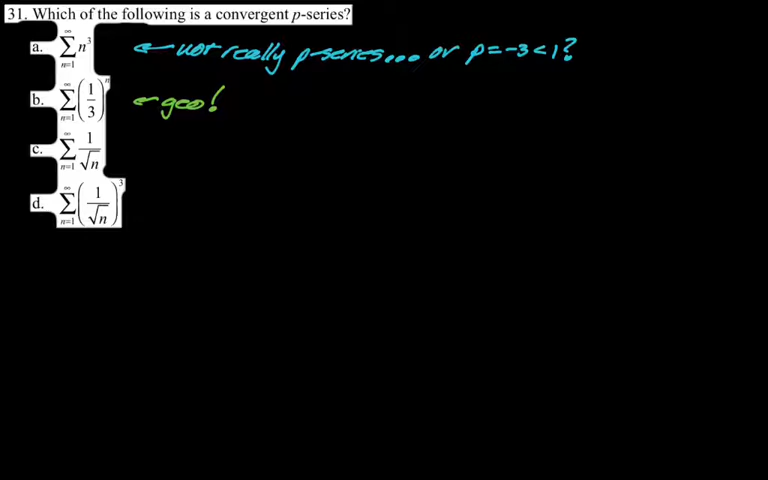 31. Which of the following is a convergent p-series?
a. ∞ ∑ n=1 n³ ← not really p-series... or p = -3 < 1?
b. ∞ ∑ n=1 (1/3)ⁿ ← geo!
c. ∞ ∑ n=1 1/√n
d. ∞ ∑ n=1 (1/√n)³